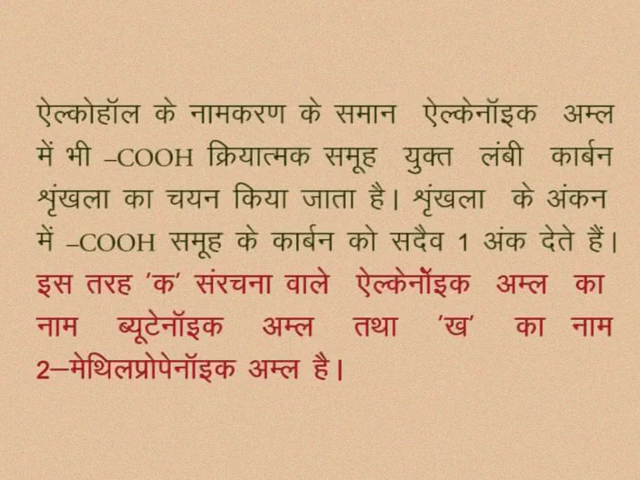 ऐल्कोहॉल के नामकरण के समान ऐल्केनॉइक अम्ल
में भी –COOH क्रियात्मक समूह युक्त लंबी कार्बन
शृंखला का चयन किया जाता है। शृंखला के अंकन
में –COOH समूह के कार्बन को सदैव 1 अंक देते हैं।
इस तरह 'क' संरचना वाले ऐल्केनॉइक अम्ल का
नाम ब्यूटेनॉइक अम्ल तथा 'ख' का नाम
2–मेथिलप्रोपेनॉइक अम्ल है।